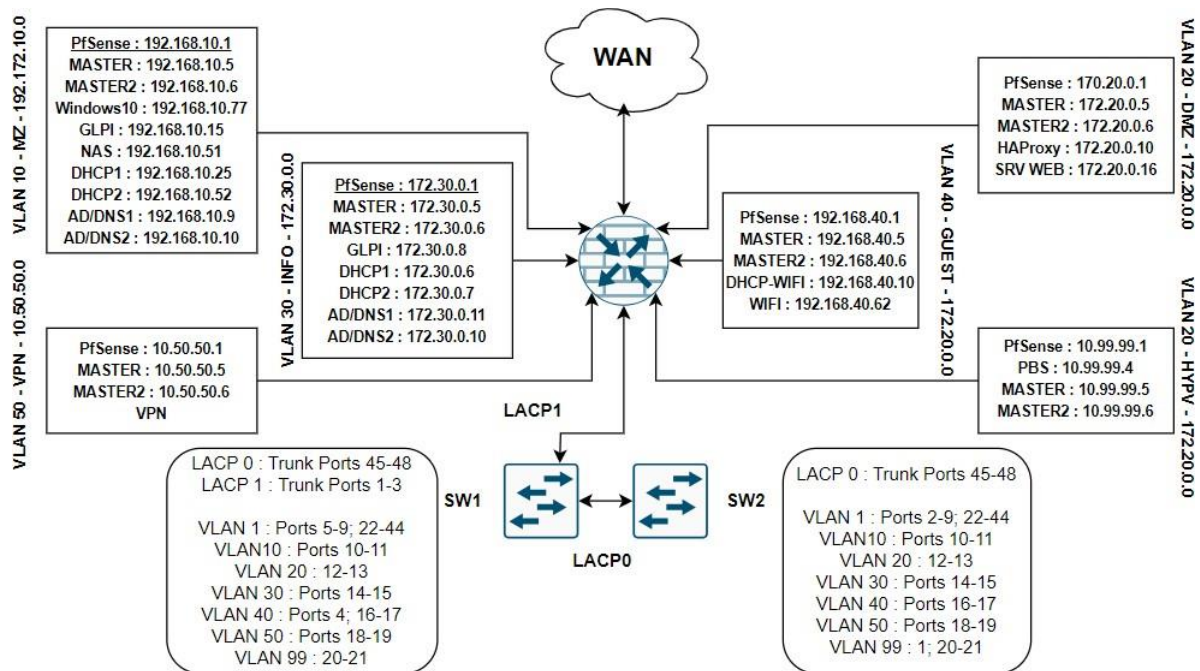 VLAN 10 - MZ - 192.172.10.0
PfSense : 192.168.10.1
MASTER : 192.168.10.5
MASTER2 : 192.168.10.6
Windows10 : 192.168.10.77
GLPI : 192.168.10.15
NAS : 192.168.10.51
DHCP1 : 192.168.10.25
DHCP2 : 192.168.10.52
AD/DNS1 : 192.168.10.9
AD/DNS2 : 192.168.10.10
WAN
PfSense : 170.20.0.1
MASTER : 172.20.0.5
MASTER2 : 172.20.0.6
HAProxy : 172.20.0.10
SRV WEB : 172.20.0.16
VLAN 20 - DMZ - 172.20.0.0
VLAN 30 - INFO - 172.30.0.0
PfSense : 172.30.0.1
MASTER : 172.30.0.5
MASTER2 : 172.30.0.6
GLPI : 172.30.0.8
DHCP1 : 172.30.0.6
DHCP2 : 172.30.0.7
AD/DNS1 : 172.30.0.11
AD/DNS2 : 172.30.0.10
PfSense : 192.168.40.1
MASTER : 192.168.40.5
MASTER2 : 192.168.40.6
DHCP-WIFI : 192.168.40.10
WIFI : 192.168.40.62
VLAN 40 - GUEST - 172.20.0.0
VLAN 50 - VPN - 10.50.50.0
PfSense : 10.50.50.1
MASTER : 10.50.50.5
MASTER2 : 10.50.50.6
VPN
PfSense : 10.99.99.1
PBS : 10.99.99.4
MASTER : 10.99.99.5
MASTER2 : 10.99.99.6
VLAN 20 - HYPV - 172.20.0.0
LACP1
LACP 0 : Trunk Ports 45-48
LACP 1 : Trunk Ports 1-3
VLAN 1 : Ports 5-9; 22-44
VLAN10 : Ports 10-11
VLAN 20 : 12-13
VLAN 30 : Ports 14-15
VLAN 40 : Ports 4; 16-17
VLAN 50 : Ports 18-19
VLAN 99 : 20-21
SW1
SW2
LACP0
LACP 0 : Trunk Ports 45-48
VLAN 1 : Ports 2-9; 22-44
VLAN10 : Ports 10-11
VLAN 20 : 12-13
VLAN 30 : Ports 14-15
VLAN 40 : Ports 16-17
VLAN 50 : Ports 18-19
VLAN 99 : 1; 20-21